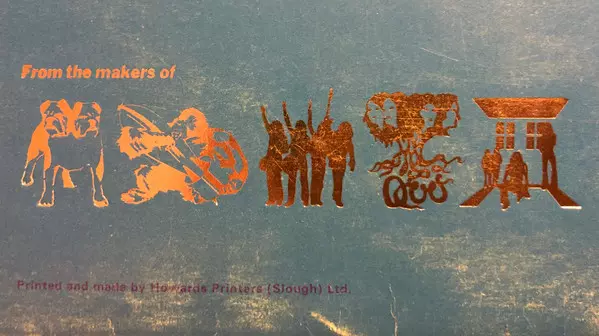 From the makers of
Printed and made by Howards Printers (Slough) Ltd.